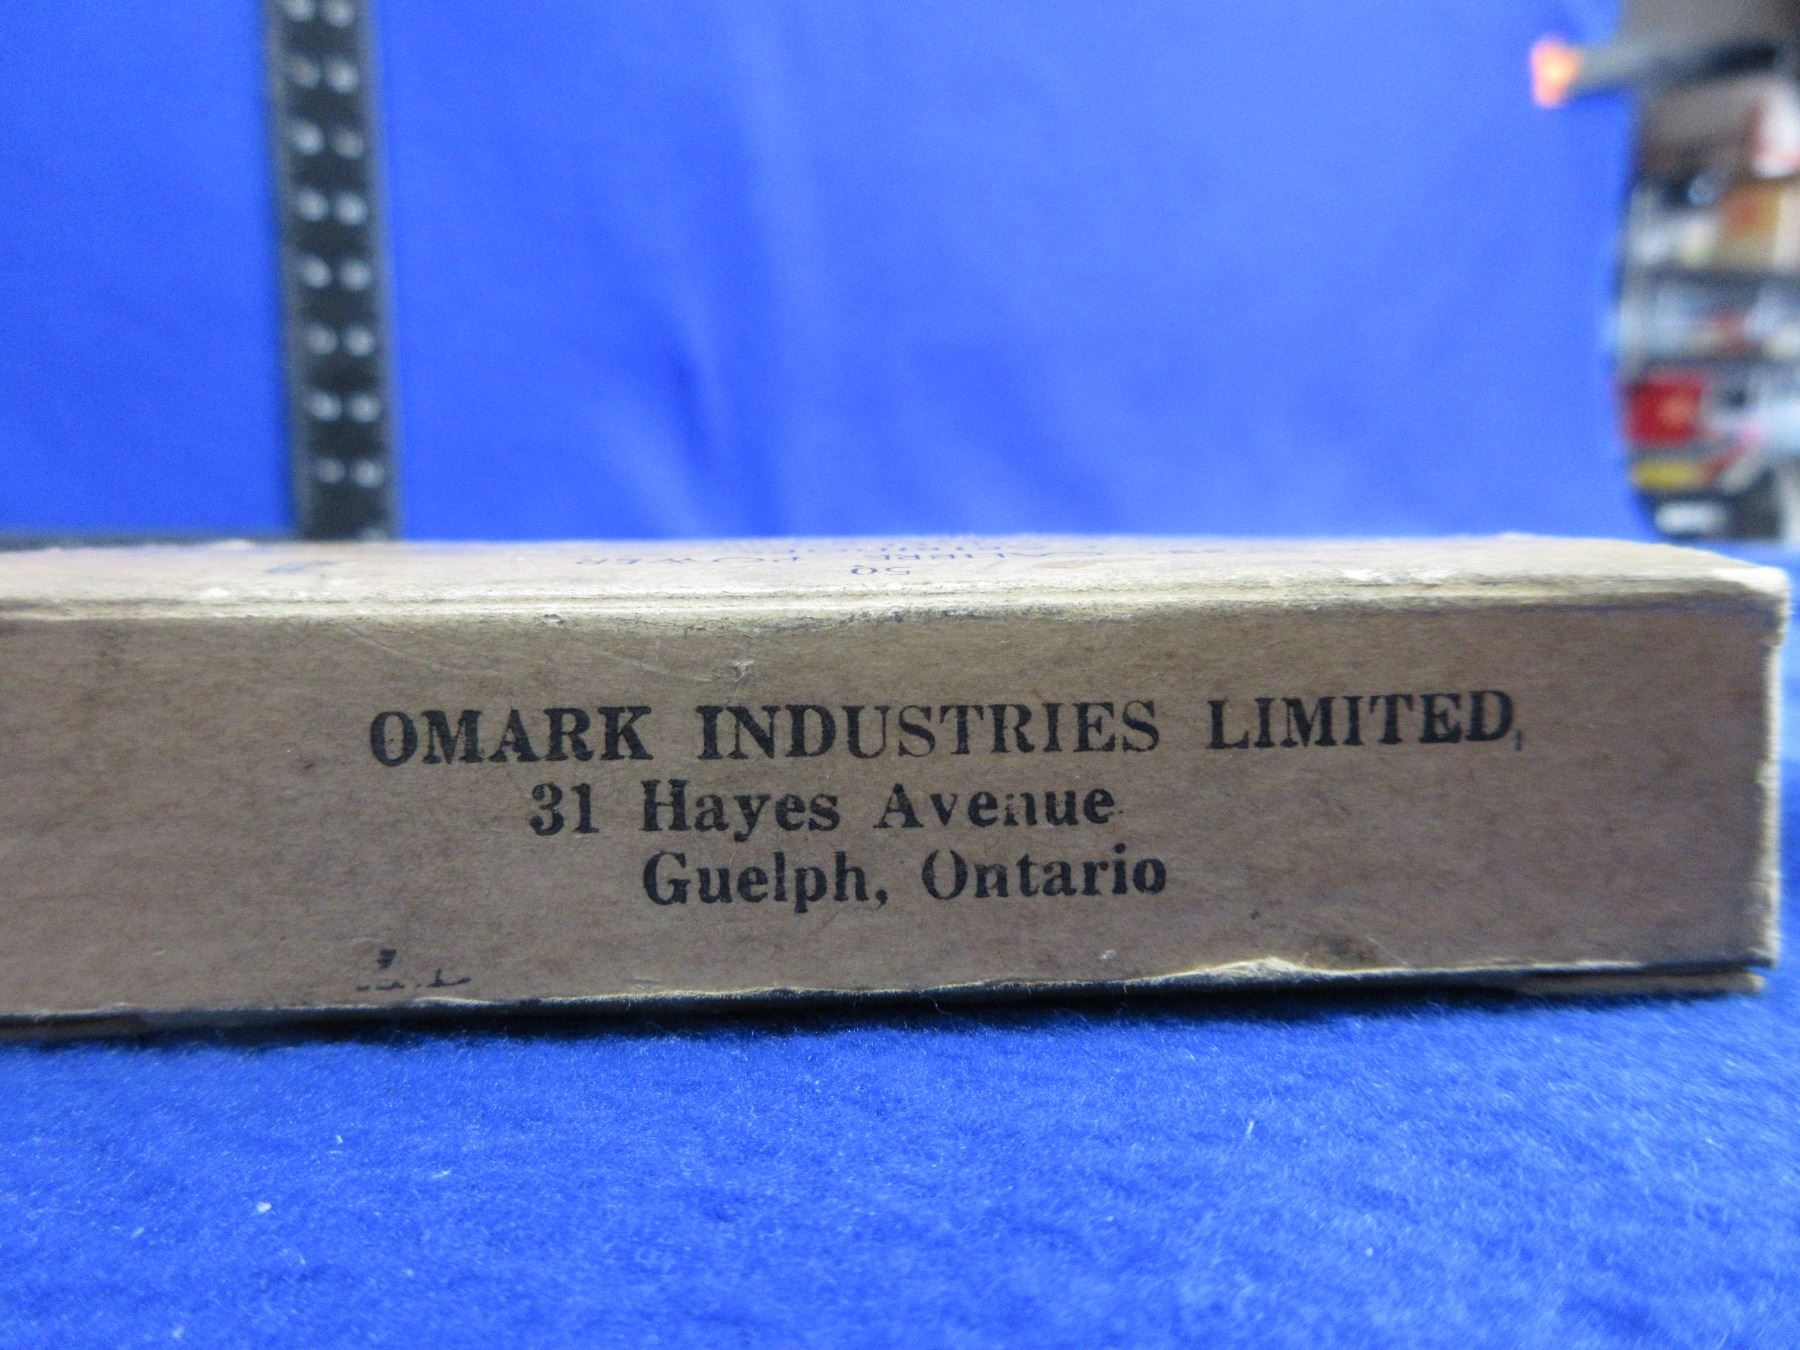 OMARK INDUSTRIES LIMITED,
31 Hayes Avenue
Guelph, Ontario